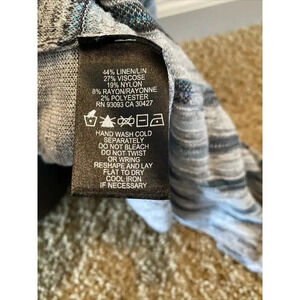 44% LINEN/LIN
27% VISCOSE
19% NYLON
8% RAYON/RAYONNE
2% POLYESTER
RN 93093 CA 30427
HAND WASH COLD
SEPARATELY
DO NOT BLEACH
DO NOT TWIST
OR WRING
RESHAPE AND LAY
FLAT TO DRY
COOL IRON
IF NECESSARY